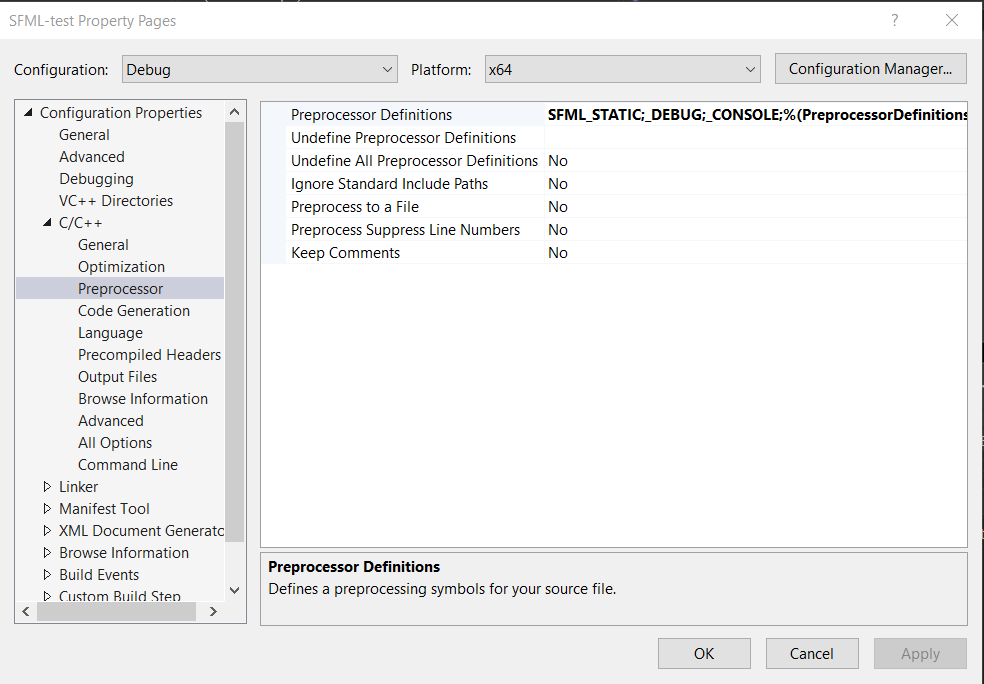 SFML-test Property Pages
Configuration: Debug Platform: x64 Configuration Manager...
Configuration Properties
General
Advanced
Debugging
VC++ Directories
C/C++
General
Optimization
Preprocessor
Code Generation
Language
Precompiled Headers
Output Files
Browse Information
Advanced
All Options
Command Line
Linker
Manifest Tool
XML Document Generato
Browse Information
Build Events
Custom Build Step
Preprocessor Definitions SFML_STATIC;_DEBUG;_CONSOLE;%(PreprocessorDefinitions
Undefine Preprocessor Definitions
Undefine All Preprocessor Definitions No
Ignore Standard Include Paths No
Preprocess to a File No
Preprocess Suppress Line Numbers No
Keep Comments No
Preprocessor Definitions
Defines a preprocessing symbols for your source file.
OK Cancel Apply